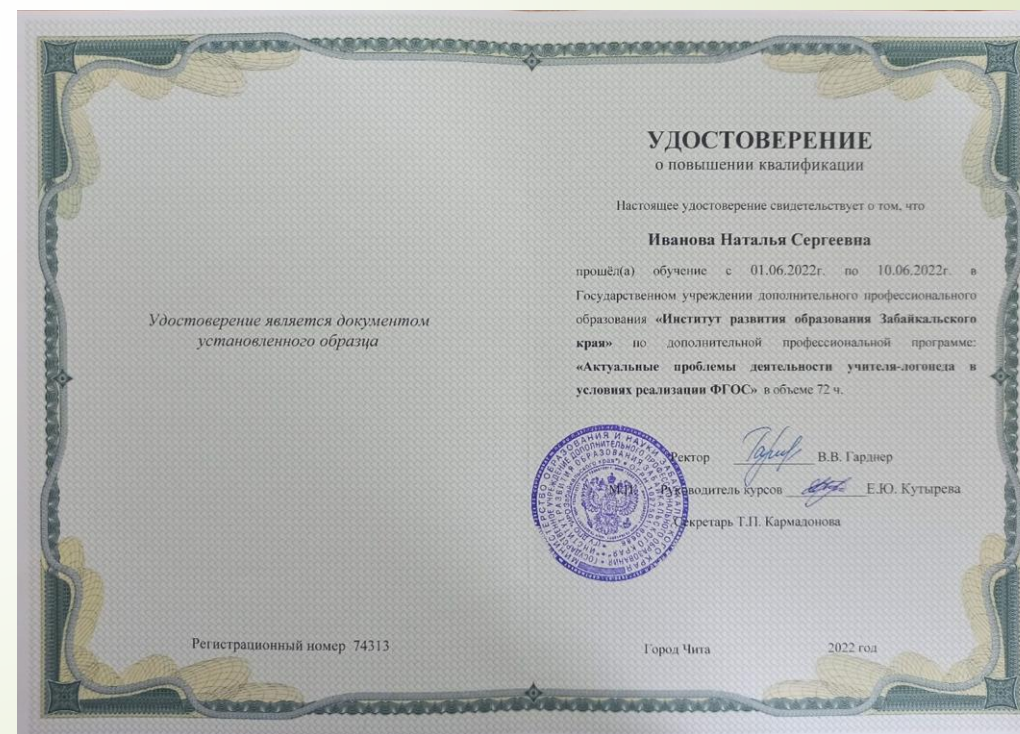 Удостоверение является документом
установленного образца
Регистрационный номер 74313
УДОСТОВЕРЕНИЕ
о повышении квалификации
Настоящее удостоверение свидетельствует о том, что
Иванова Наталья Сергеевна
прошёл(а) обучение с 01.06.2022г. по 10.06.2022г. в
Государственном учреждении дополнительного профессионального
образования «Институт развития образования Забайкальского
края» по дополнительной профессиональной программе:
«Актуальные проблемы деятельности учителя-логопеда в
условиях реализации ФГОС» в объеме 72 ч.
Ректор В.В. Гарднер
М.П. Руководитель курсов Е.Ю. Кутырева
Секретарь Т.П. Кармадонова
Город Чита 2022 год